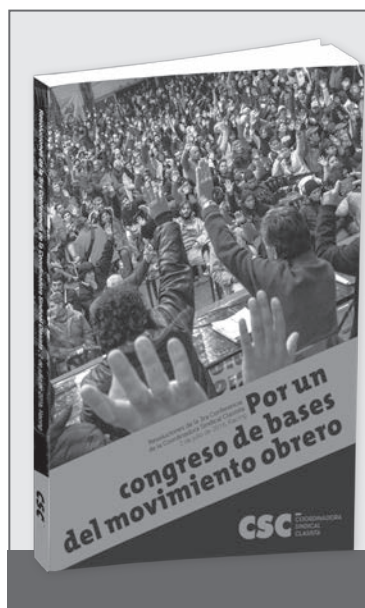 Resoluciones de la 3ra Conferencia
de la Coordinadora Sindical Clasista
Por un
congreso de bases
del movimiento obrero
CSC
COORDINADORA
SINDICAL
CLASISTA
CSC